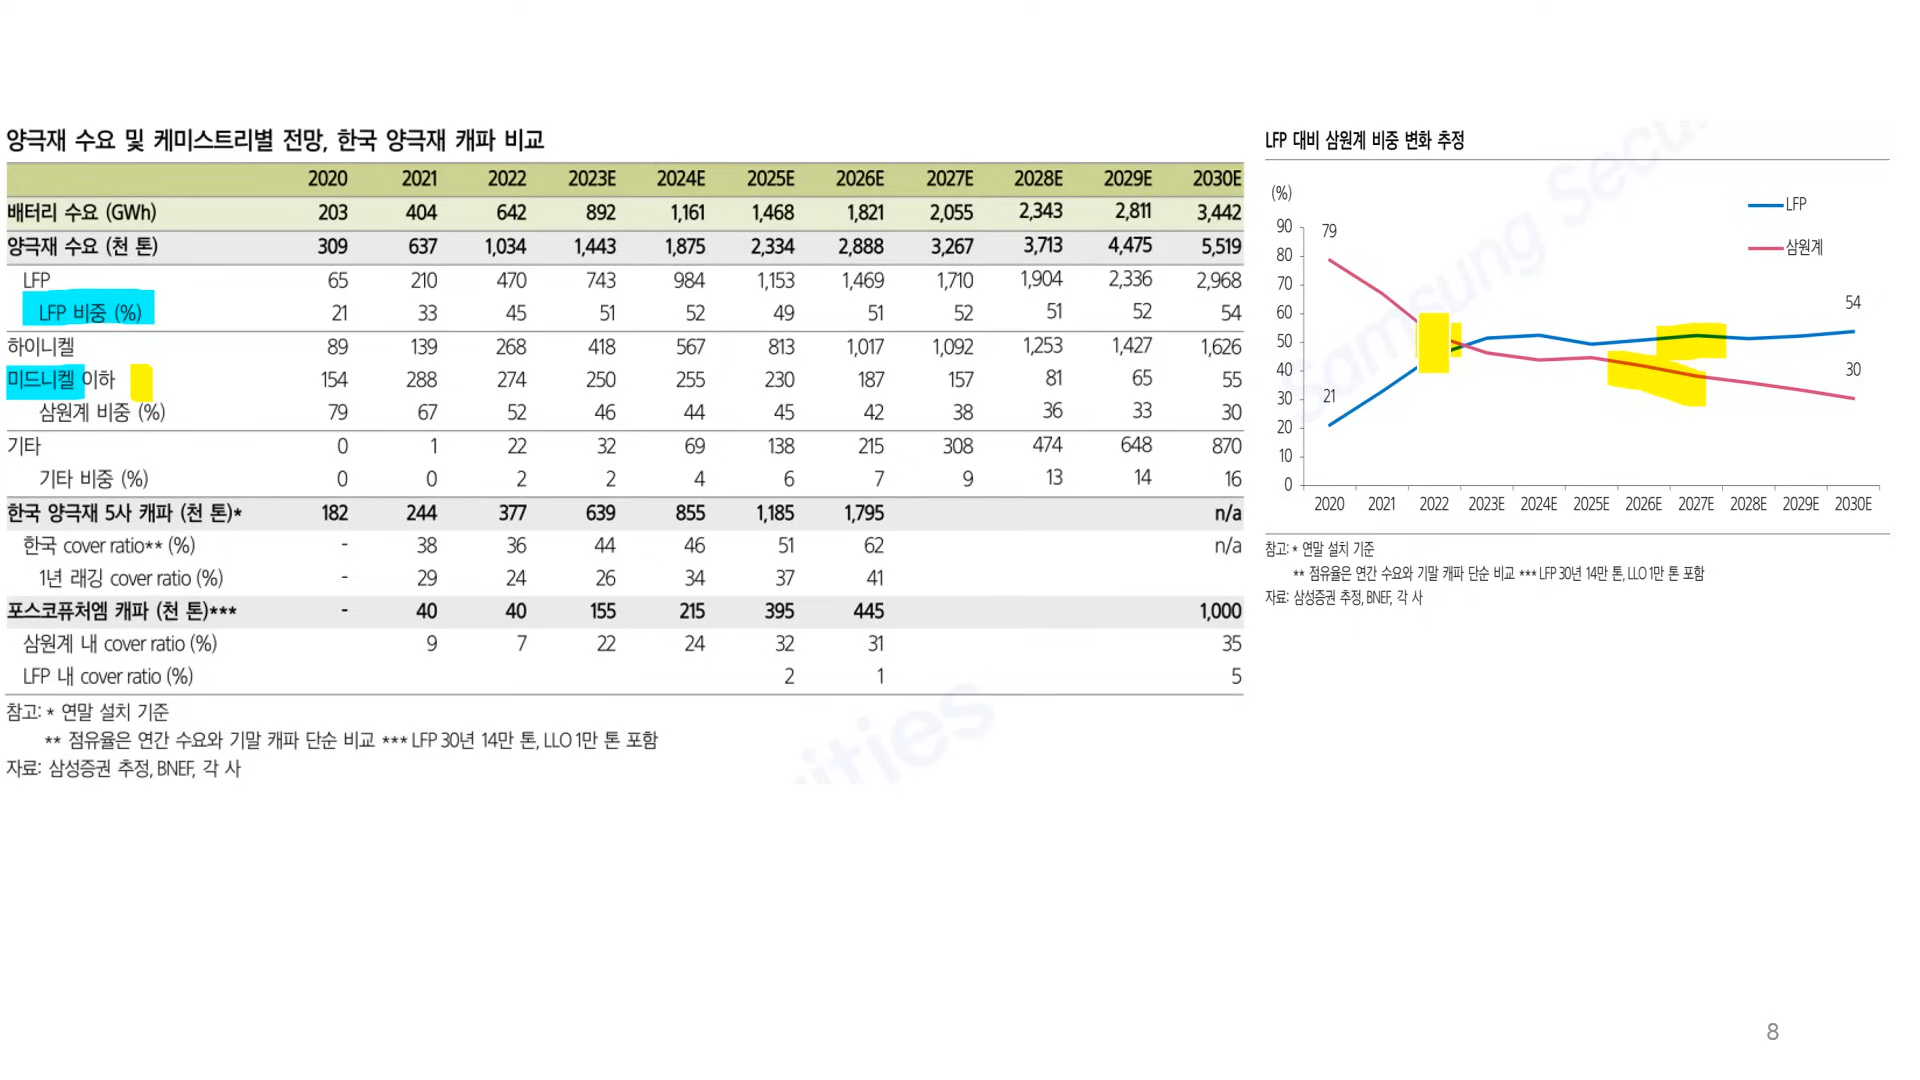 양극재 수요 및 케미스트리별 전망, 한국 양극재 캐파 비교
2020 2021 2022 2023E 2024E 2025E 2026E 2027E 2028E 2029E 2030E
배터리 수요 (GWh) 203 404 642 892 1,161 1,468 1,821 2,055 2,343 2,811 3,442
양극재 수요 (천 톤) 309 637 1,034 1,443 1,875 2,334 2,888 3,267 3,713 4,475 5,519
LFP 65 210 470 743 984 1,153 1,469 1,710 1,904 2,336 2,968
LFP 비중 (%) 21 33 45 51 52 49 51 52 51 52 54
하이니켈 89 139 268 418 567 813 1,017 1,092 1,253 1,427 1,626
미드니켈 이하 154 288 274 250 255 230 187 157 81 65 55
삼원계 비중 (%) 79 67 52 46 44 45 42 38 36 33 30
기타 0 1 22 32 69 138 215 308 474 648 870
기타 비중 (%) 0 0 2 2 4 6 7 9 13 14 16
한국 양극재 5사 캐파 (천 톤)* 182 244 377 639 855 1,185 1,795 n/a
한국 cover ratio** (%) - 38 36 44 46 51 62 n/a
1년 래깅 cover ratio (%) - 29 24 26 34 37 41
포스코퓨처엠 캐파 (천 톤)*** - 40 40 155 215 395 445 1,000
삼원계 내 cover ratio (%) 9 7 22 24 32 31 35
LFP 내 cover ratio (%) 2 1 5
참고: * 연말 설치 기준
** 점유율은 연간 수요와 기말 캐파 단순 비교 *** LFP 30년 14만 톤, LLO 1만 톤 포함
자료: 삼성증권 추정, BNEF, 각 사
LFP 대비 삼원계 비중 변화 추정
(%)
LFP
삼원계
90
80
70
60
50
40
30
20
10
0
79
21
54
30
2020 2021 2022 2023E 2024E 2025E 2026E 2027E 2028E 2029E 2030E
참고: * 연말 설치 기준
** 점유율은 연간 수요와 기말 캐파 단순 비교 *** LFP 30년 14만 톤, LLO 1만 톤 포함
자료: 삼성증권 추정, BNEF, 각 사
Samsung Secu
ities
8